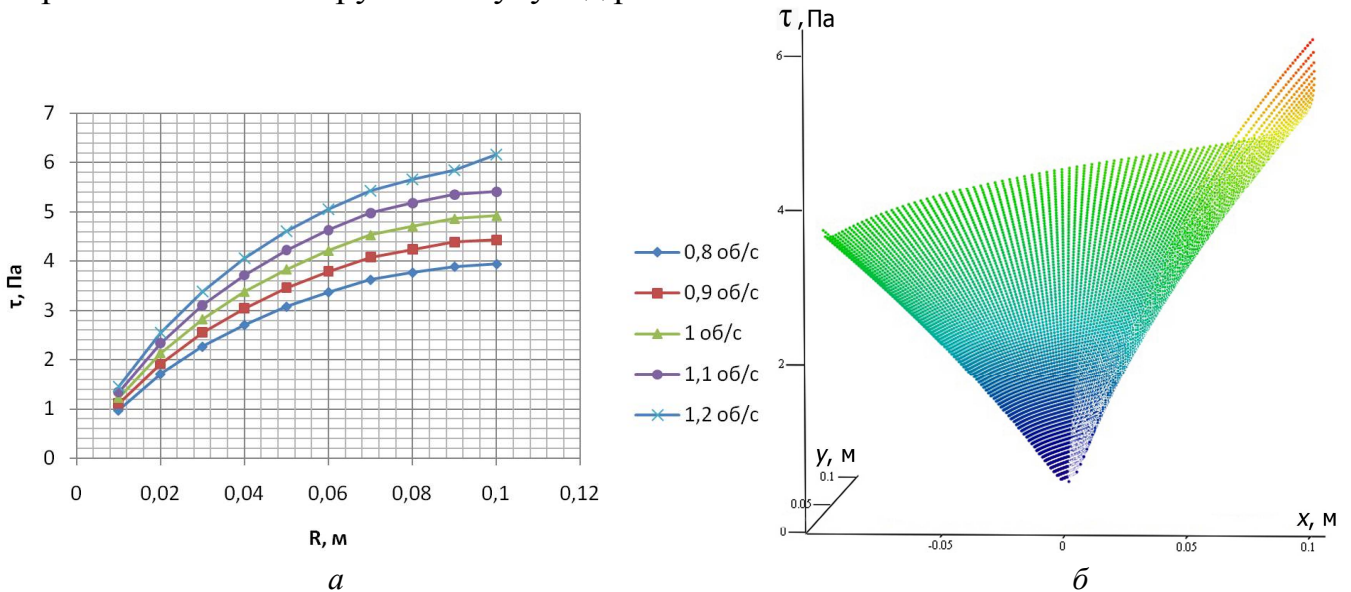 τ, Па
7
6
5
4
3
2
1
0
0 0,02 0,04 0,06 0,08 0,1 0,12
R, м
0,8 об/с
0,9 об/с
1 об/с
1,1 об/с
1,2 об/с
а
τ, Па
6
4
2
0
y, м
0.1
0.05
-0.05 0 0.05 0.1
x, м
б